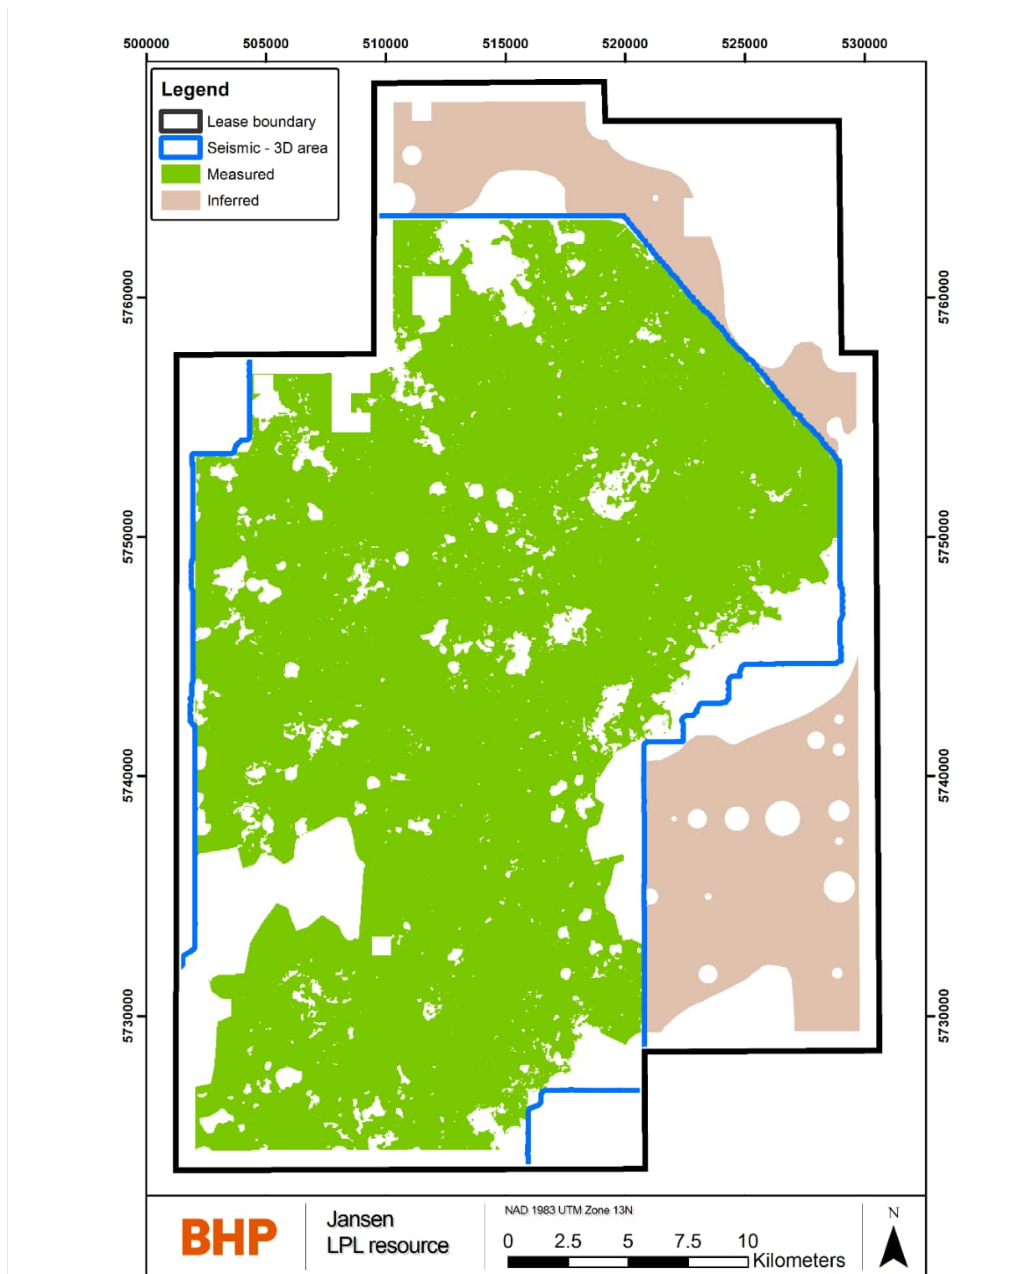 500000 505000 510000 515000 520000 525000 530000
Legend
Lease boundary
Seismic - 3D area
Measured
Inferred
5760000 5760000
5750000 5750000
5740000 5740000
5730000 5730000
BHP
Jansen
LPL resource
NAD 1983 UTM Zone 13N
0 2.5 5 7.5 10
Kilometers
N